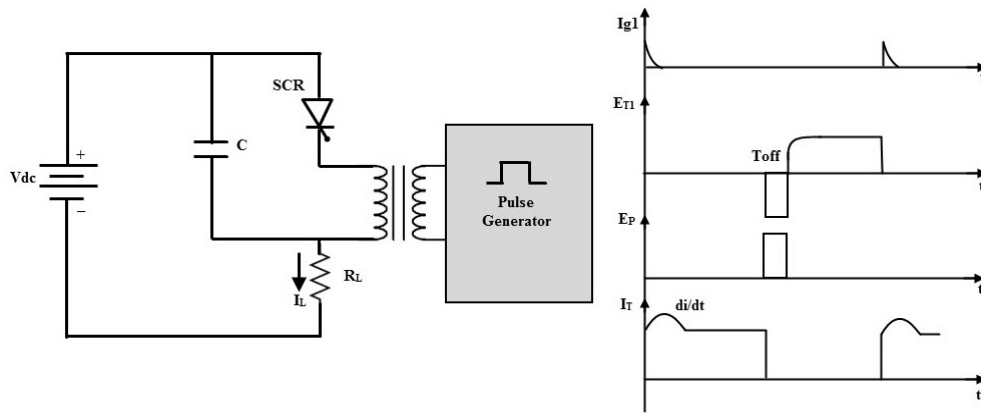 SCR
C
+
Vdc
−
Pulse
Generator
RL
IL
Ig1
ET1
Toff
t
EP
t
IT
di/dt
t